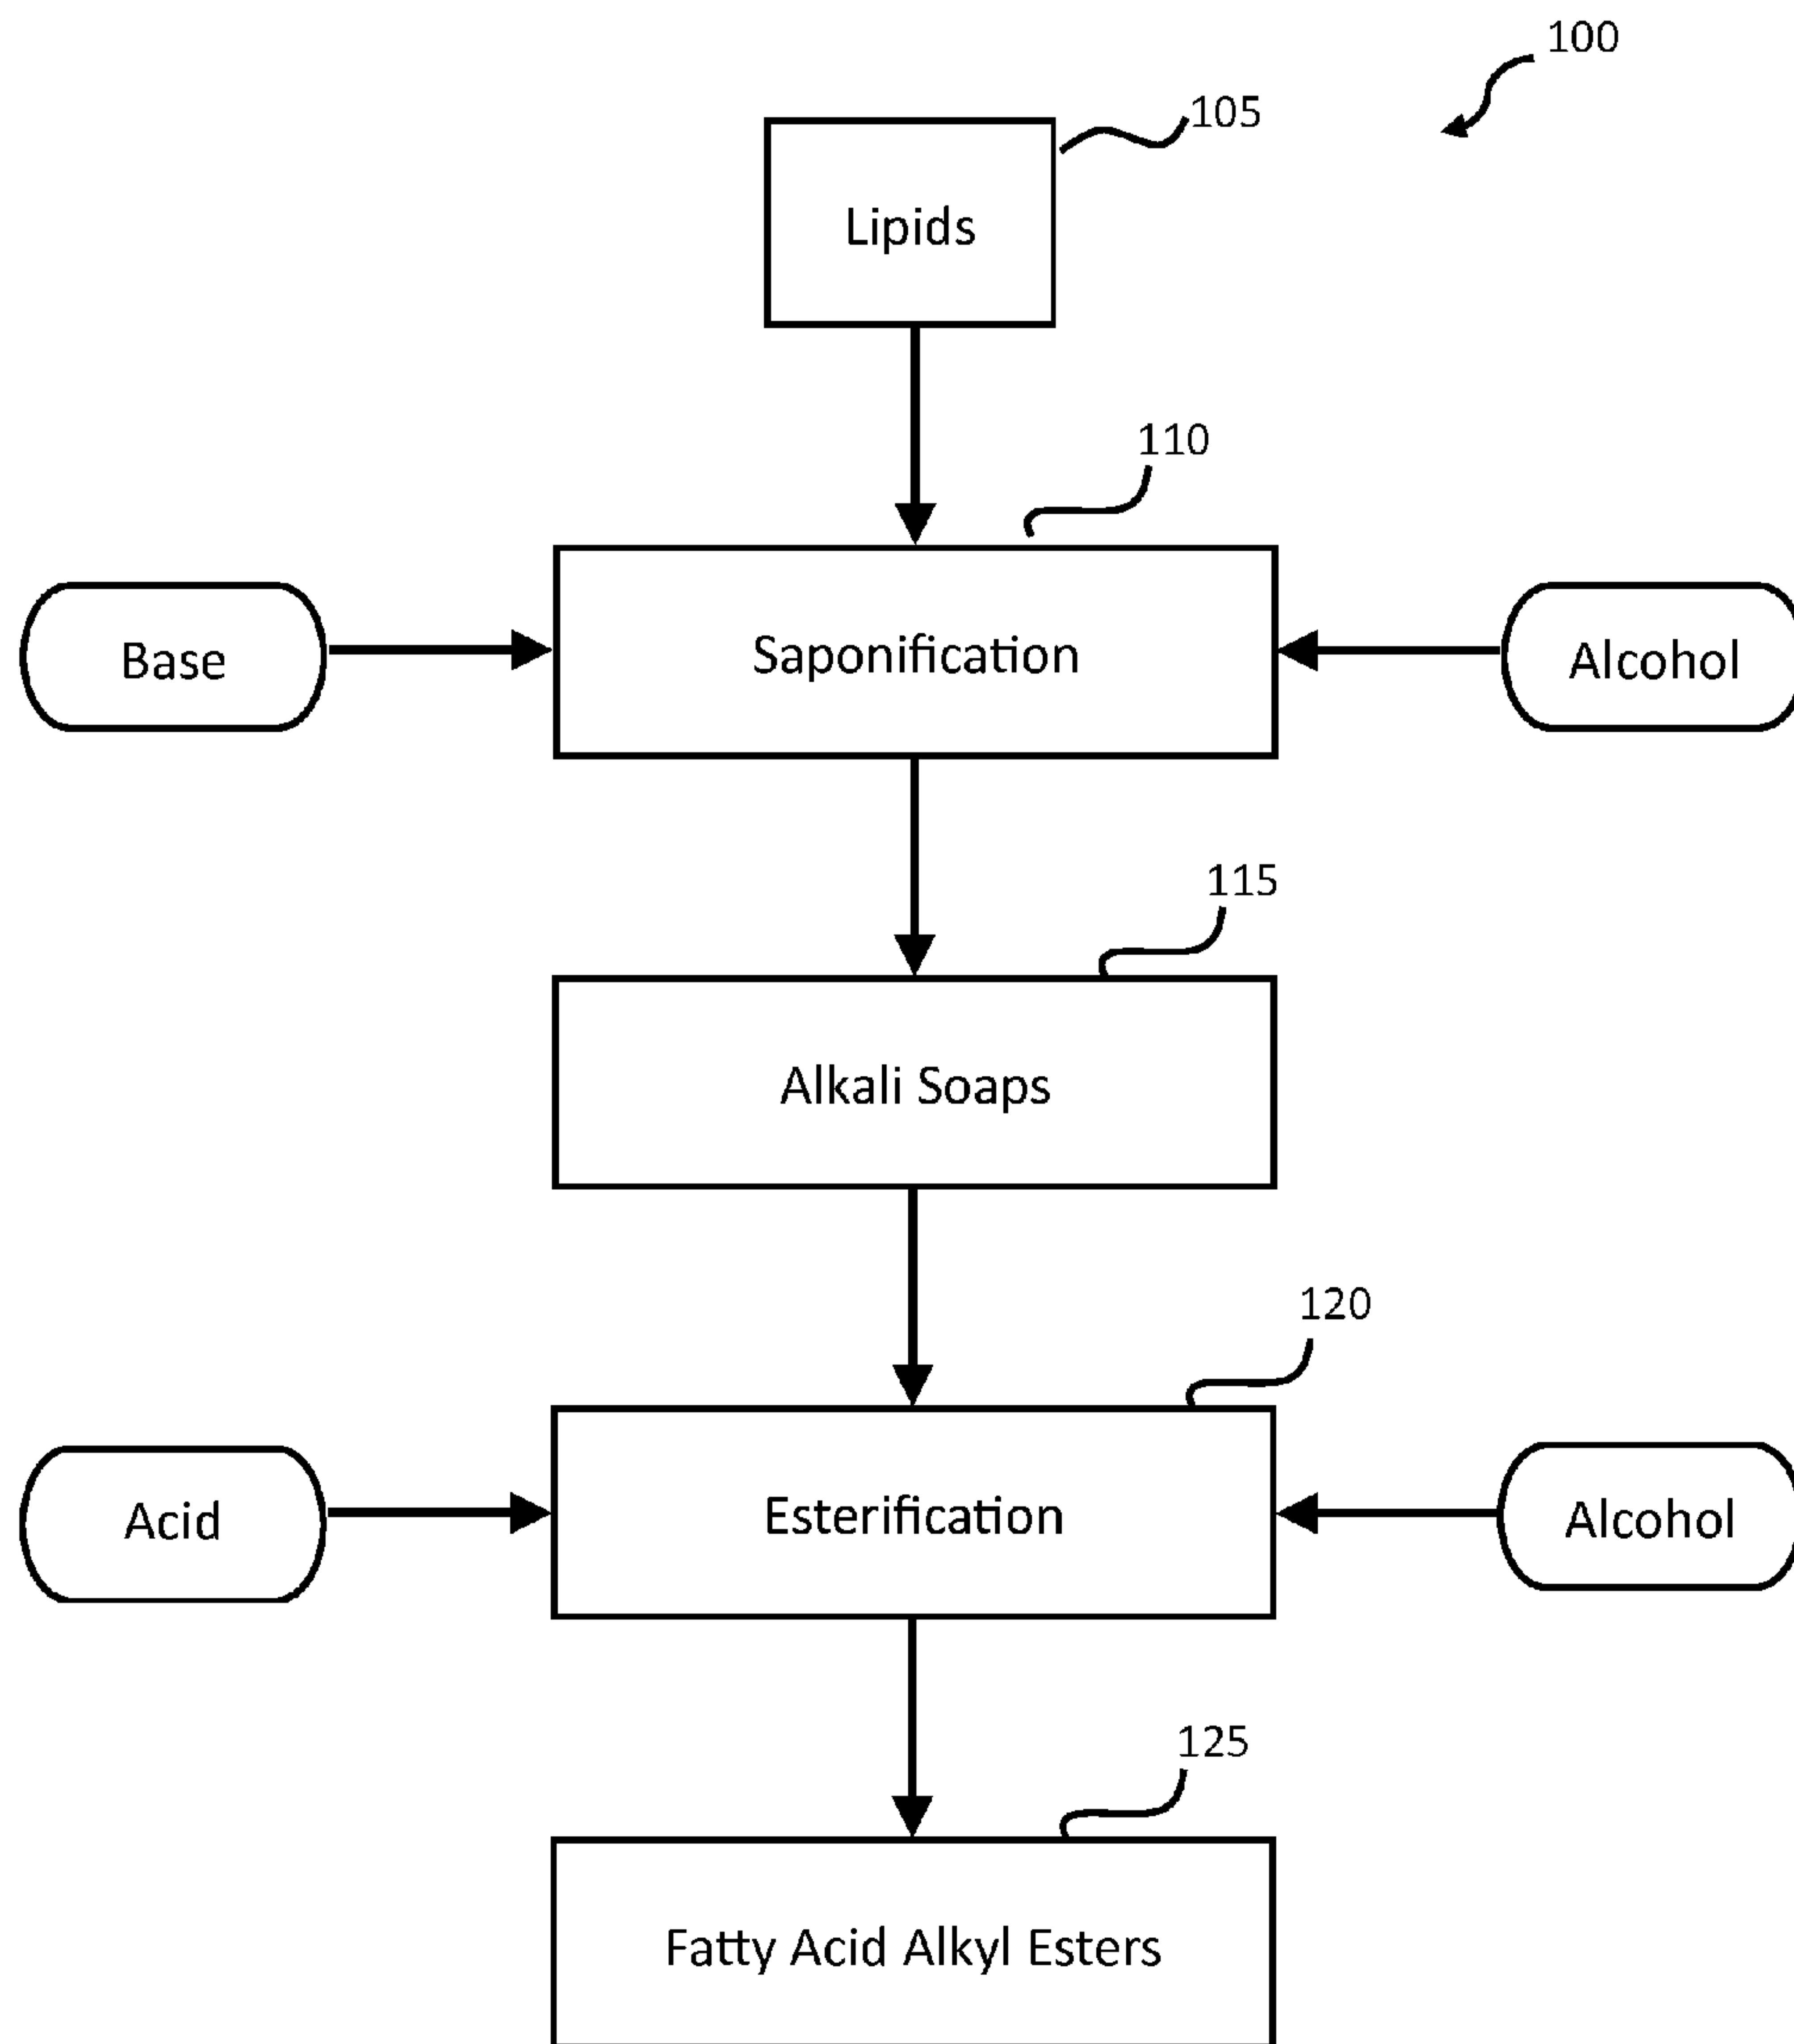 100
105
Lipids
110
Base
Saponification
Alcohol
115
Alkali Soaps
120
Acid
Esterification
Alcohol
125
Fatty Acid Alkyl Esters